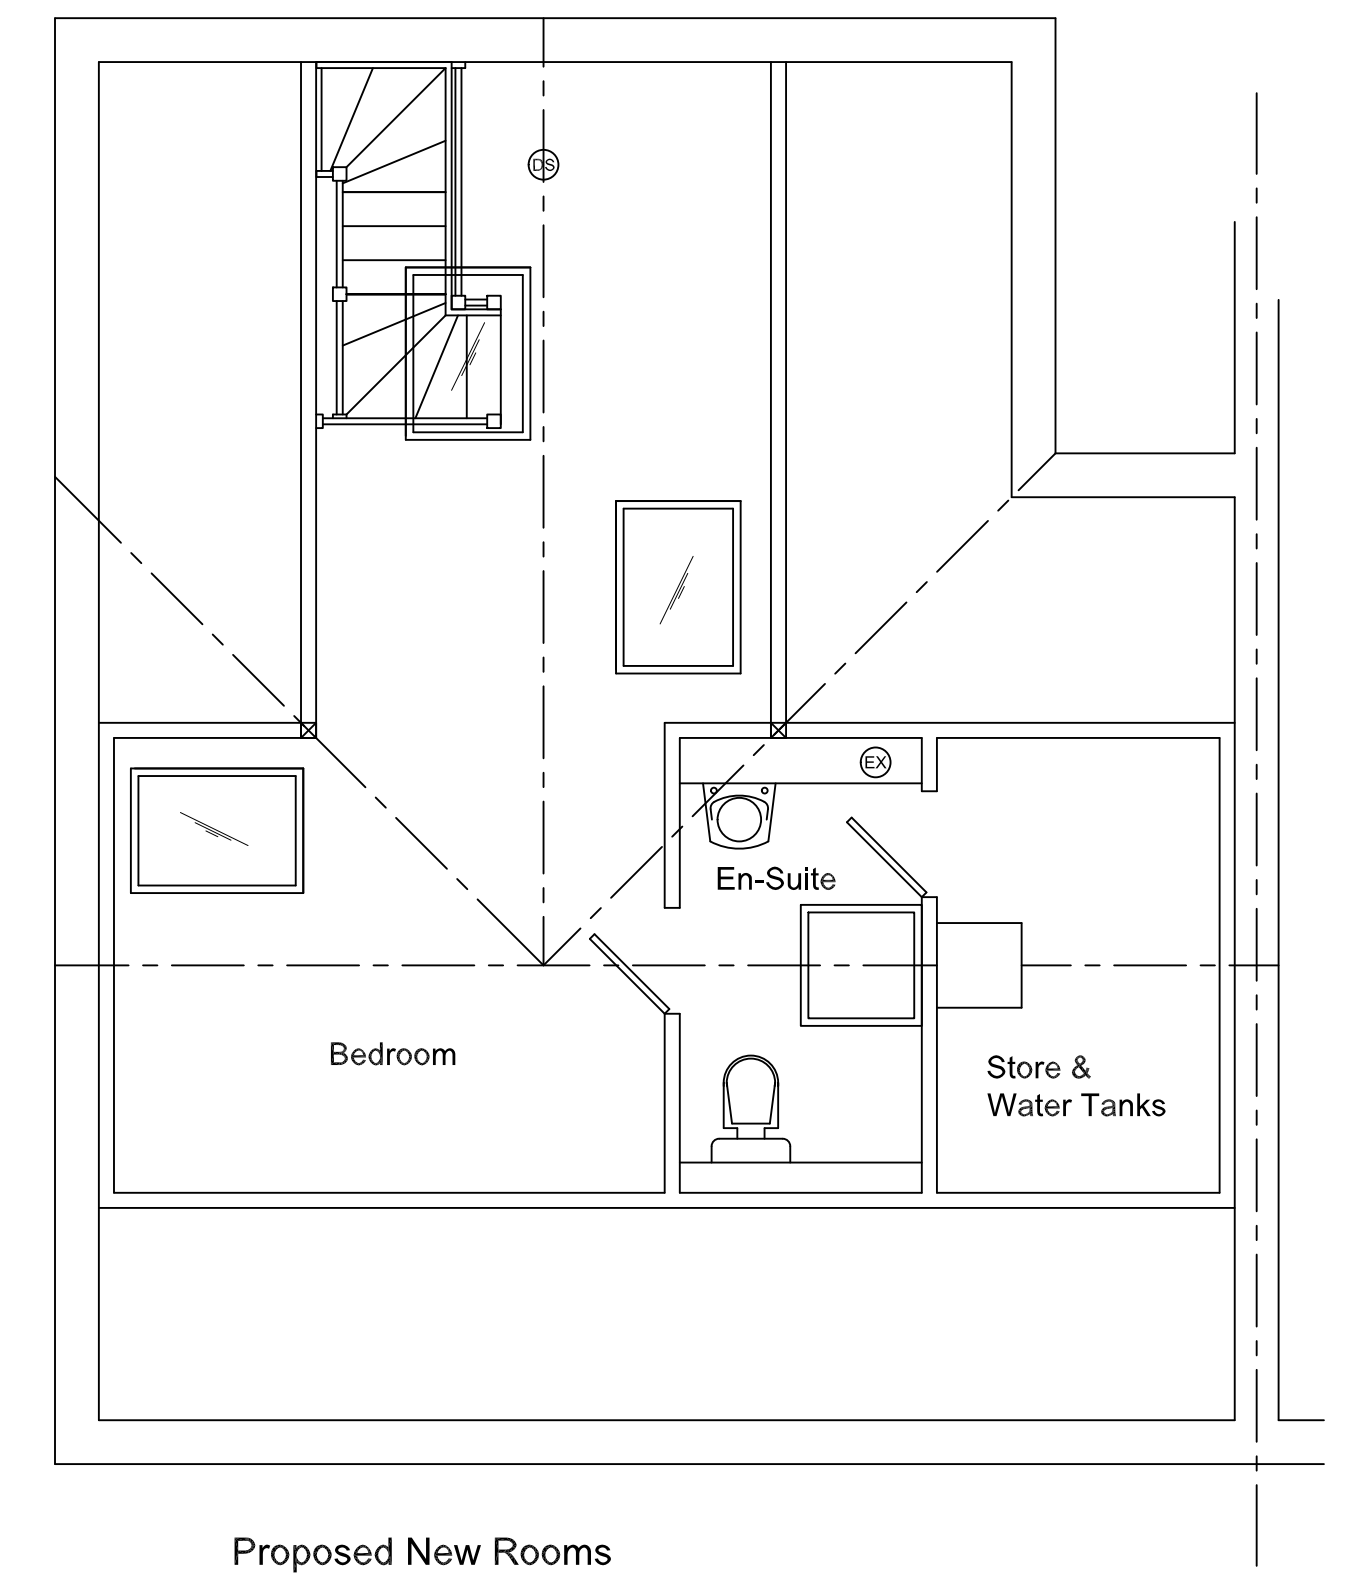 DS
EX
En-Suite
Bedroom
Store &
Water Tanks
Proposed New Rooms